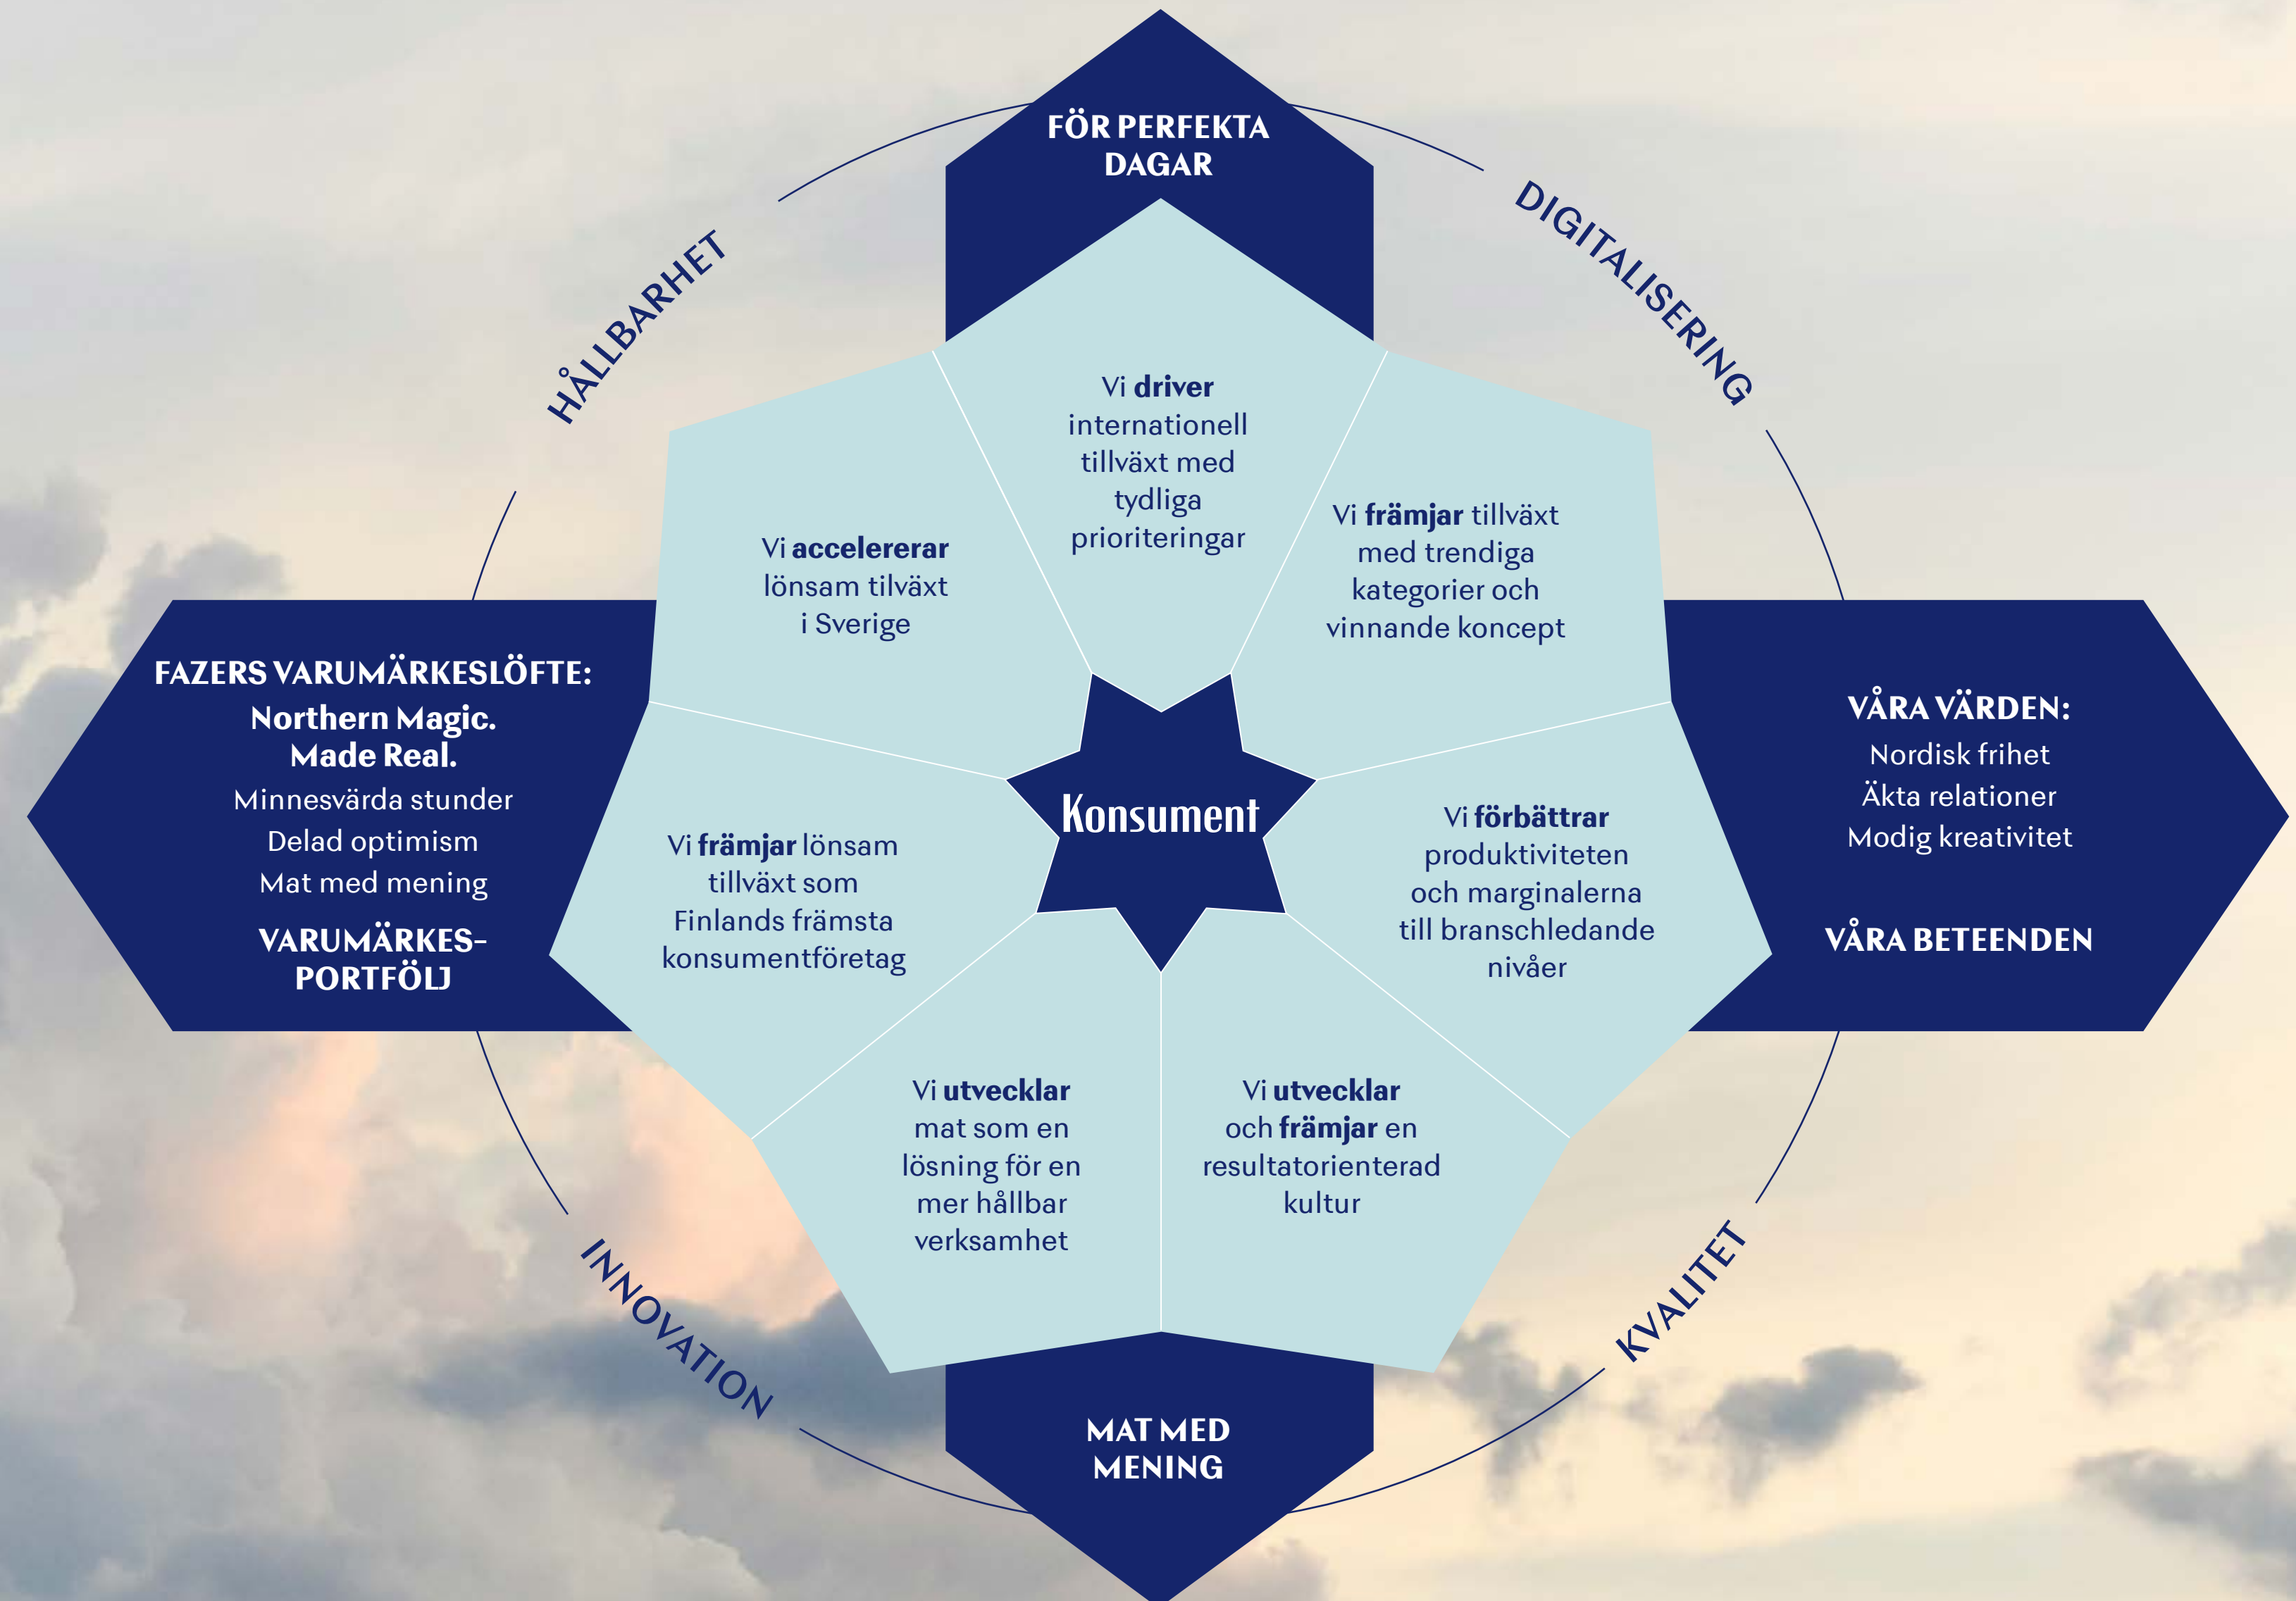 FÖR PERFEKTA
DAGAR
HÅLLBARHET
DIGITALISERING
Vi driver
internationell
tillväxt med
tydliga
prioriteringar
Vi främjar tillväxt
med trendiga
kategorier och
vinnande koncept
Vi accelererar
lönsam tilväxt
i Sverige
FAZERS VARUMÄRKESLÖFTE:
Northern Magic.
Made Real.
Minnesvärda stunder
Delad optimism
Mat med mening
VARUMÄRKES-
PORTFÖLJ
Vi främjar lönsam
tillväxt som
Finlands främsta
konsumentföretag
Konsument
Vi förbättrar
produktiviteten
och marginalerna
till branschledande
nivåer
VÅRA VÄRDEN:
Nordisk frihet
Äkta relationer
Modig kreativitet
VÅRA BETEENDEN
Vi utvecklar
mat som en
lösning för en
mer hållbar
verksamhet
Vi utvecklar
och främjar en
resultatorienterad
kultur
INNOVATION
KVALITET
MAT MED
MENING